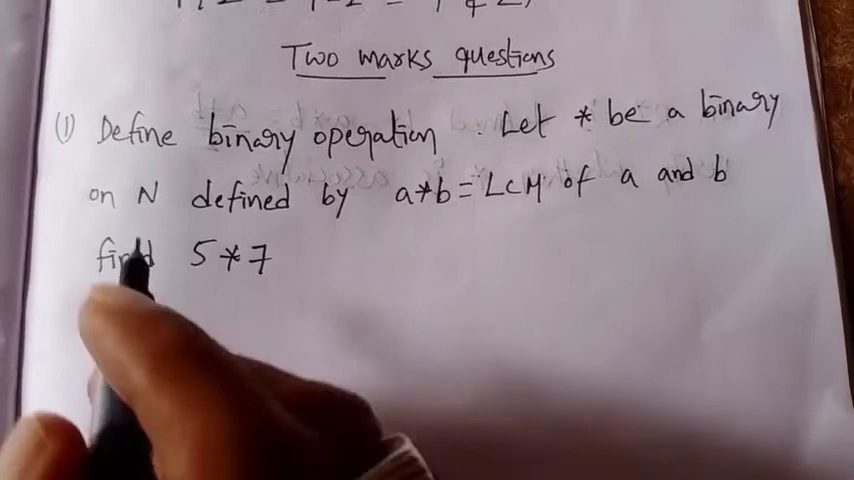 Two marks questions
(1) Define binary operation. Let * be a binary
on N defined by a*b = LCM of a and b
find 5*7